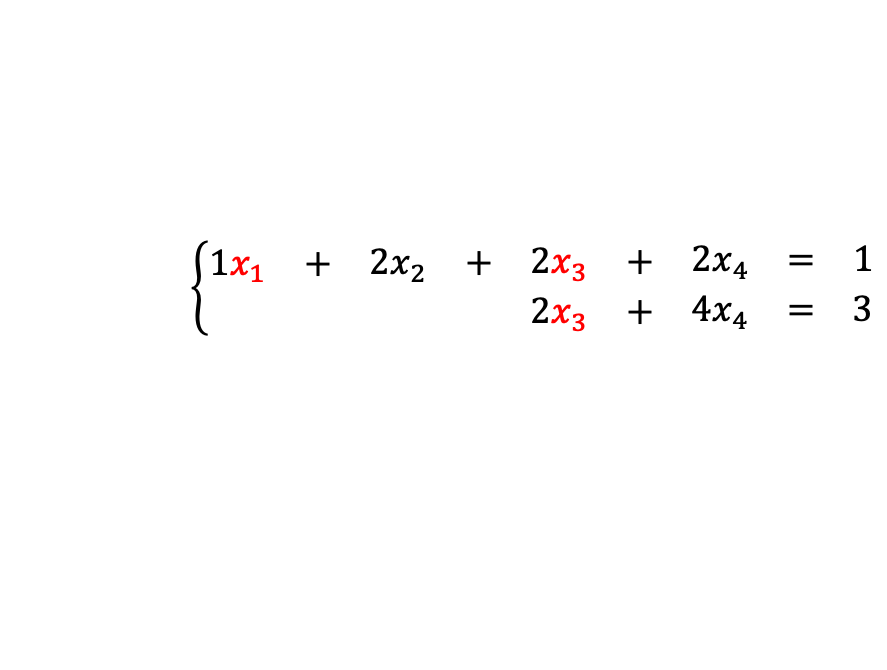 1x₁ + 2x₂ + 2x₃ + 2x₄ = 1
2x₃ + 4x₄ = 3